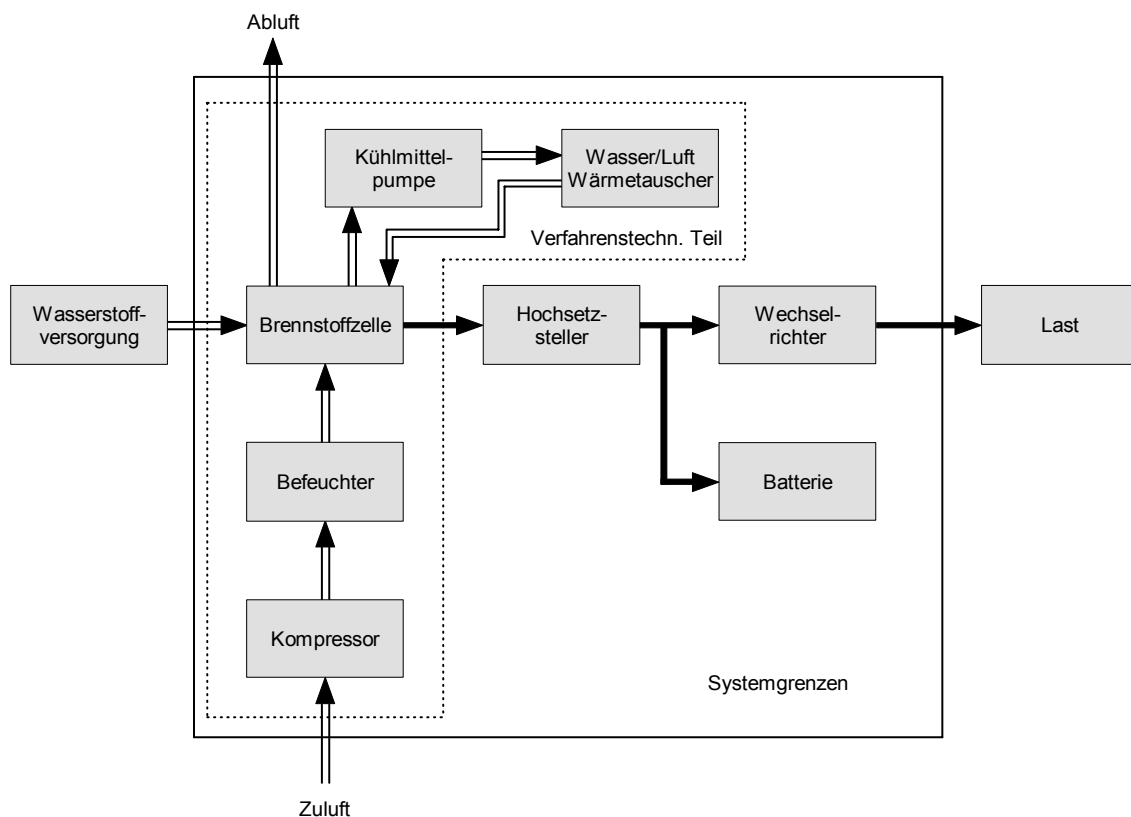 Abluft
Kühlmittel-
pumpe
Wasser/Luft
Wärmetauscher
Verfahrenstechn. Teil
Wasserstoff-
versorgung
Brennstoffzelle
Hochsetz-
steller
Wechsel-
richter
Last
Befeuchter
Batterie
Kompressor
Systemgrenzen
Zuluft